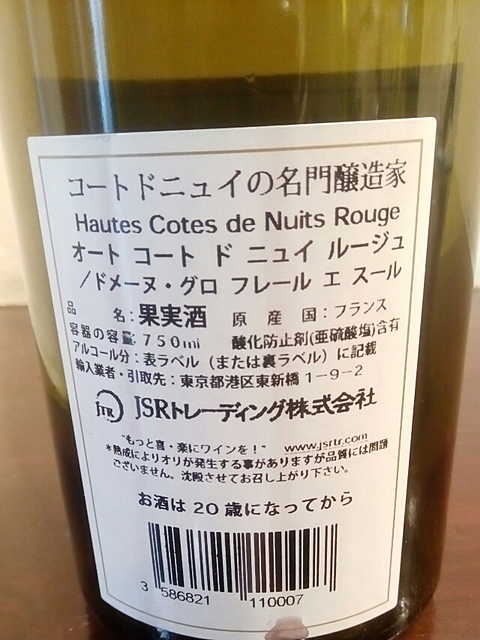 コートドニュイの名門醸造家
Hautes Cotes de Nuits Rouge
オート コート ド ニュイ ルージュ
/ドメーヌ・グロ フレール エ スール
品 名:果実酒 原 産 国:フランス
容器の容量:750ml 酸化防止剤(亜硫酸塩)含有
アルコール分:表ラベル(または裏ラベル)に記載
輸入業者・引取先:東京都港区東新橋1-9-2
JTR JSRトレーディング株式会社
"もっと喜・楽にワインを!" www.jsrtr.com
*熟成によりオリが発生する事がありますが品質には問題
ございません。沈殿させてお召し上がり下さい。
お酒は20歳になってから
3 586821 110007